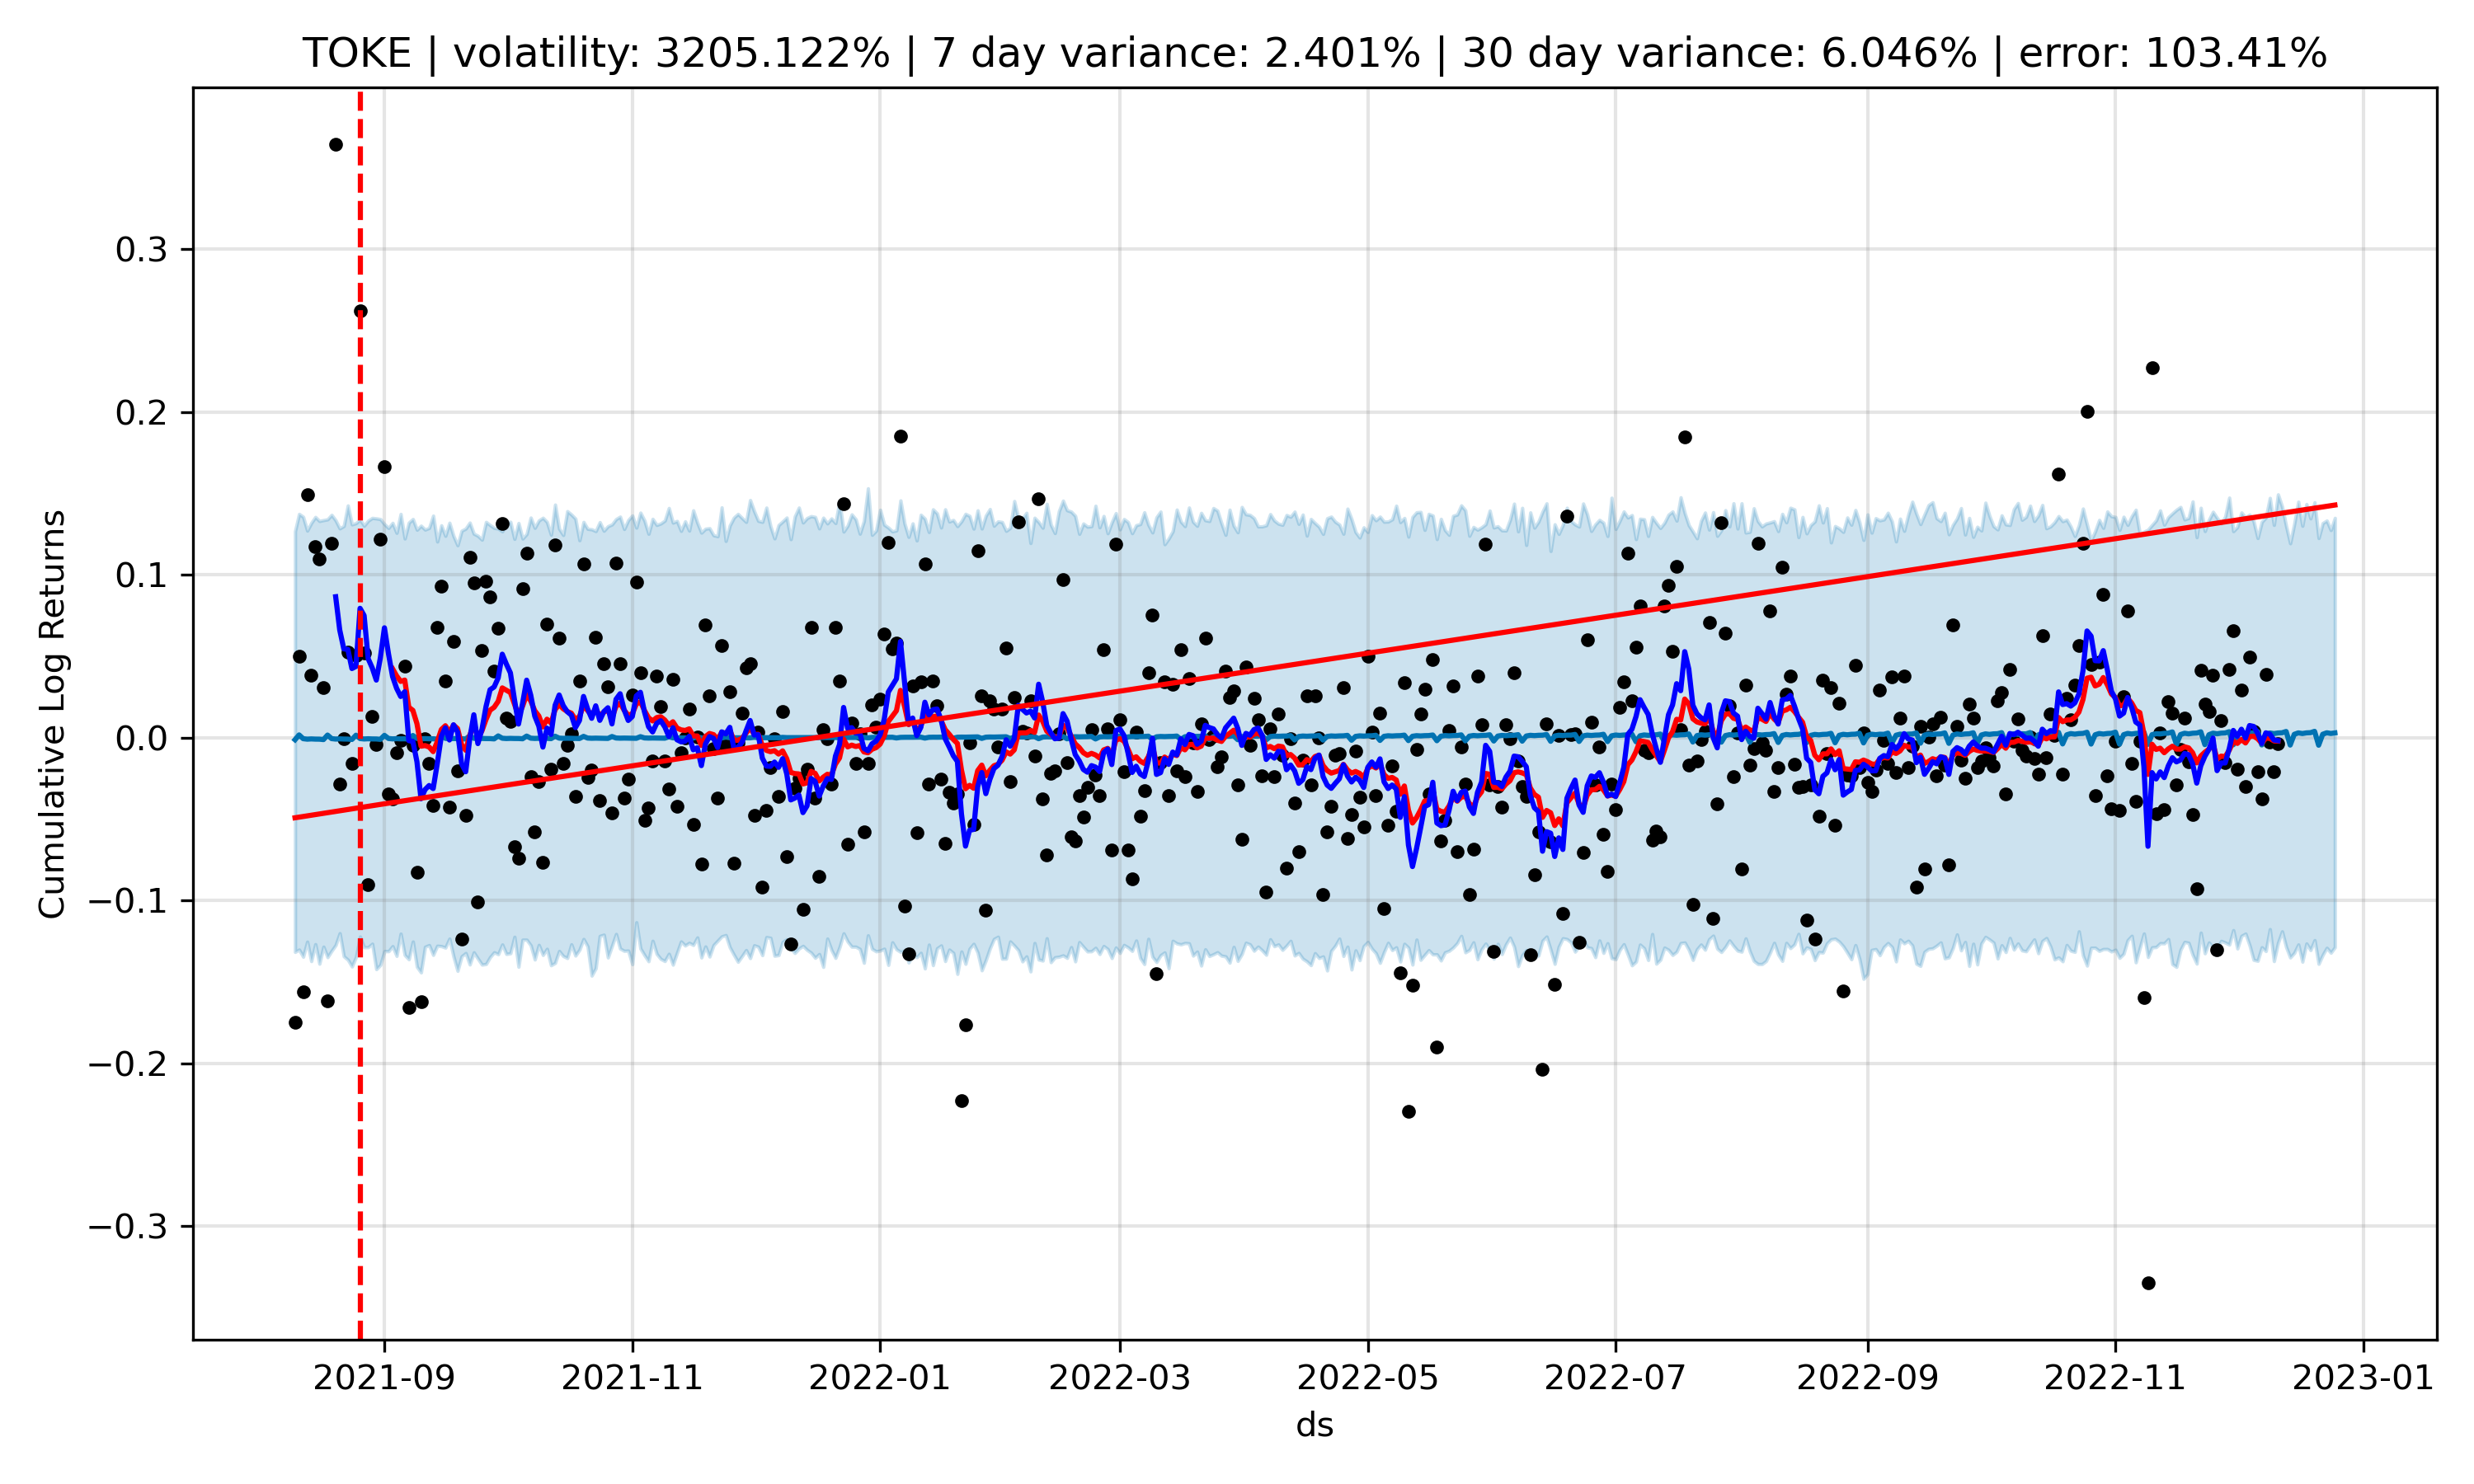 TOKE | volatility: 3205.122% | 7 day variance: 2.401% | 30 day variance: 6.046% | error: 103.41%
Cumulative Log Returns
0.3
0.2
0.1
0.0
−0.1
−0.2
−0.3
2021-09 2021-11 2022-01 2022-03 2022-05 2022-07 2022-09 2022-11 2023-01
ds